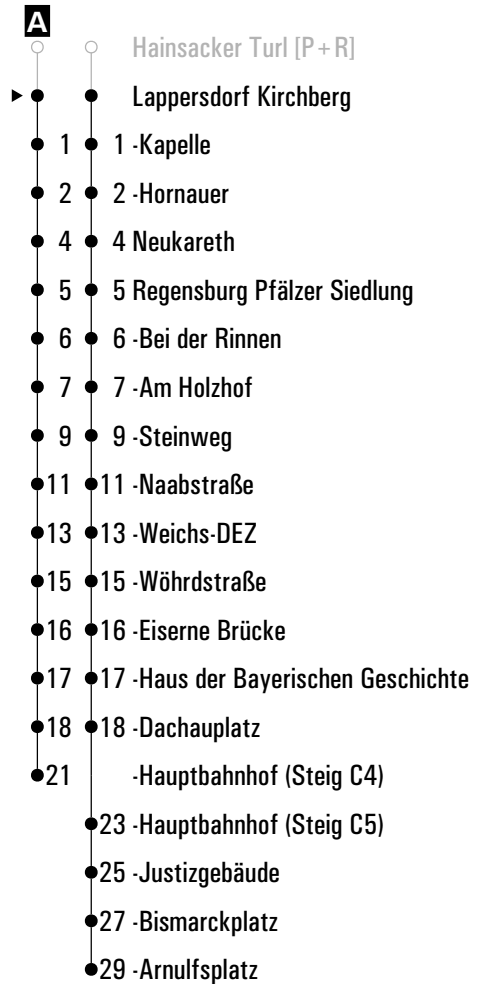 A
Hainsacker Turl [P+R]
▶ Lappersdorf Kirchberg
1 1 -Kapelle
2 2 -Hornauer
4 4 Neukareth
5 5 Regensburg Pfälzer Siedlung
6 6 -Bei der Rinnen
7 7 -Am Holzhof
9 9 -Steinweg
11 11 -Naabstraße
13 13 -Weichs-DEZ
15 15 -Wöhrdstraße
16 16 -Eiserne Brücke
17 17 -Haus der Bayerischen Geschichte
18 18 -Dachauplatz
21 -Hauptbahnhof (Steig C4)
23 -Hauptbahnhof (Steig C5)
25 -Justizgebäude
27 -Bismarckplatz
29 -Arnulfsplatz